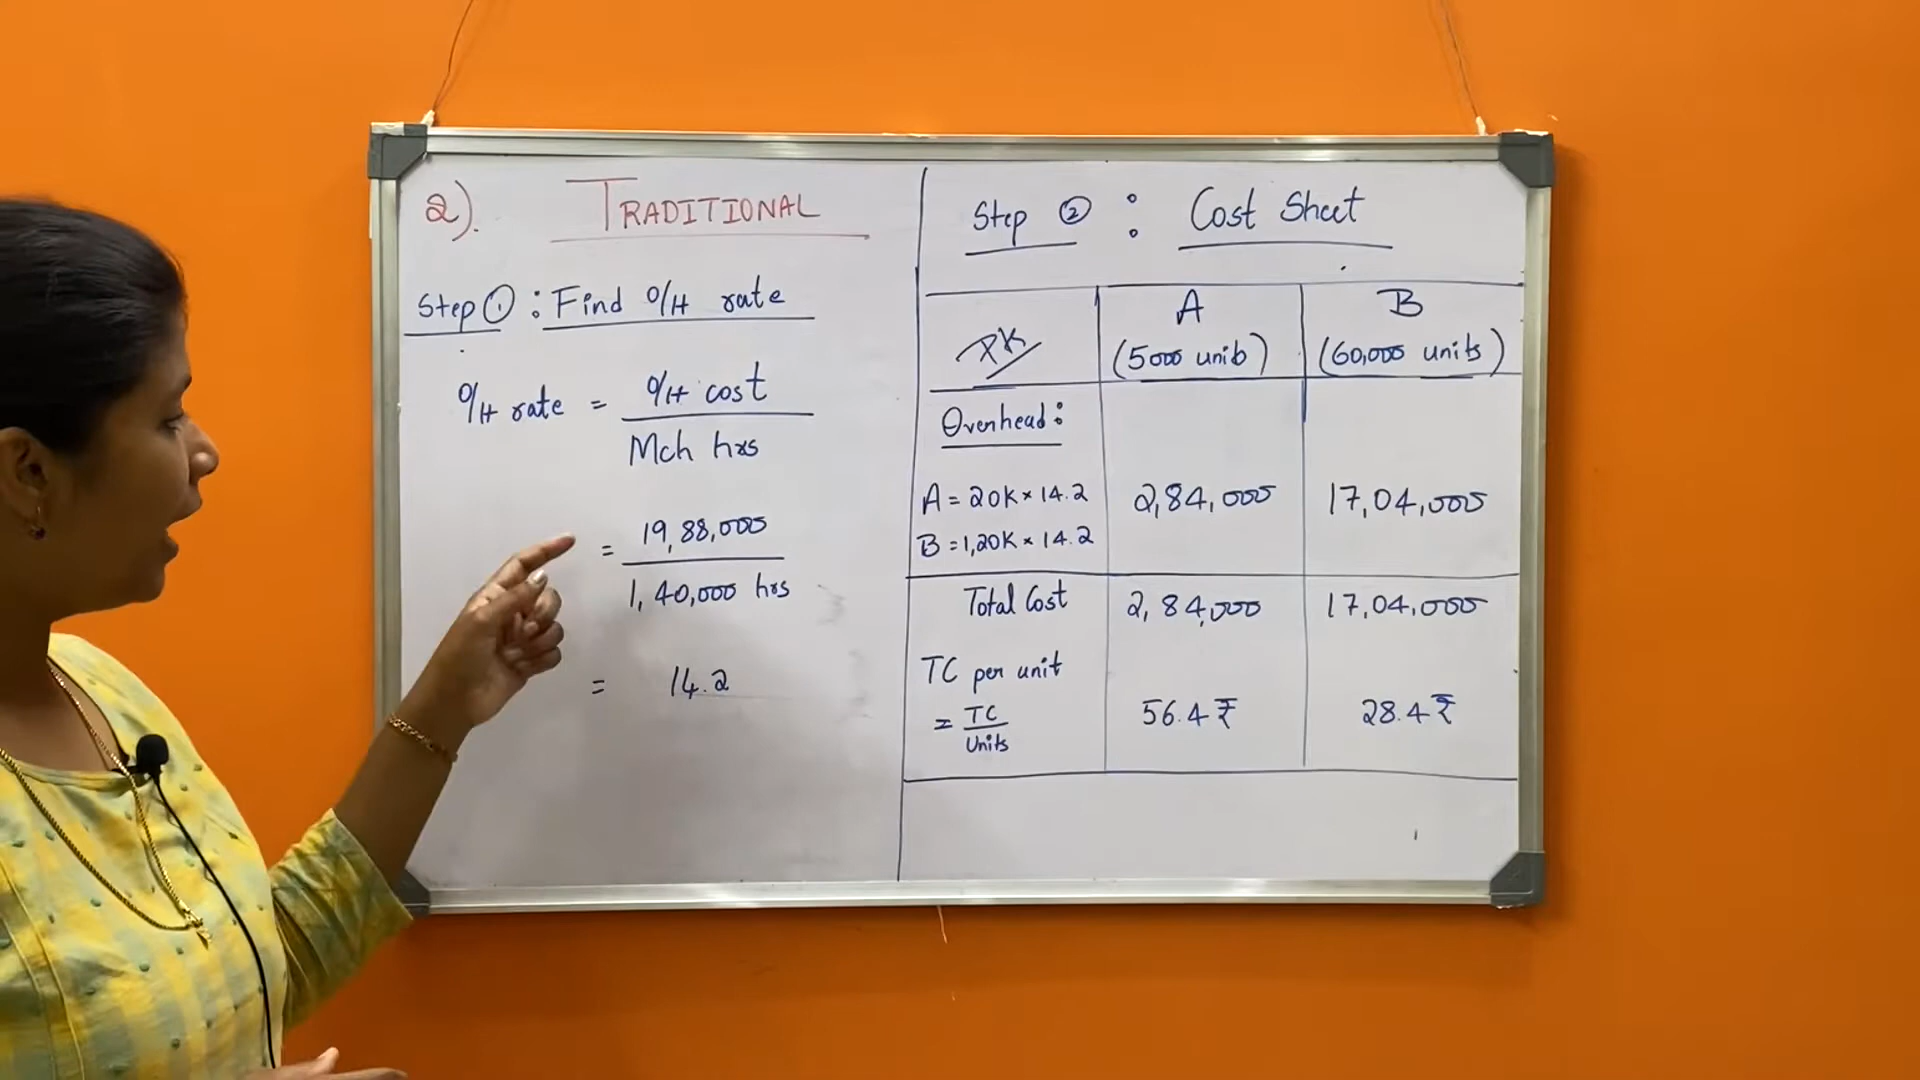 2). TRADITIONAL
Step ① : Find O/H rate
O/H rate = O/H cost
Mch hrs
= 19,88,000
1,40,000 hrs
= 14.2
Step ② : Cost Sheet
A
B
(5000 units)
(60,000 units)
Overhead :
A = 20K × 14.2
2,84,000
17,04,000
B = 1,20K × 14.2
Total Cost
2,84,000
17,04,000
TC per unit
= TC
Units
56.4 ₹
28.4 ₹